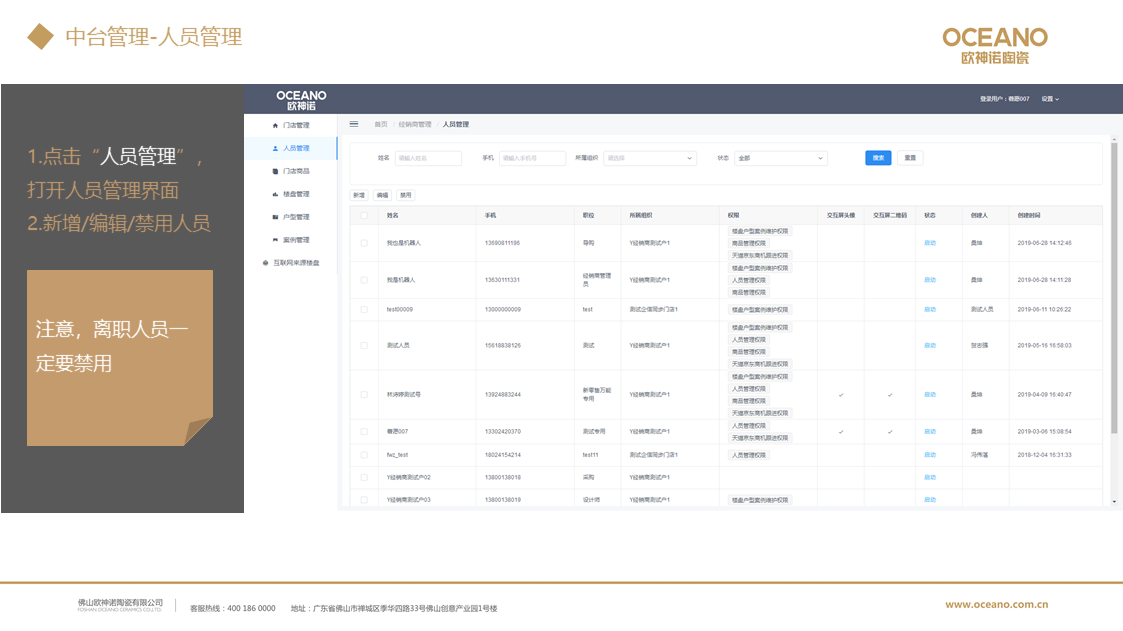 中台管理-人员管理
OCEANO
欧神诺陶瓷
1.点击“人员管理”，
打开人员管理界面
2.新增/编辑/禁用人员
注意，离职人员一
定要禁用
OCEANO
欧神诺
设置
门店管理
人员管理
门店商品
楼盘管理
户型管理
案例管理
互联网来源楼盘
首页 经销商管理 人员管理
姓名 请输入姓名 手机 请输入手机号 所属组织 请选择 状态 全部 搜索 重置
新增 编辑 禁用
姓名 手机 职位 所属组织 权限 交互屏头像 交互屏二维码 状态 创建人 创建时间
楼盘户型案例维护权限
我也是机器人 13690811196 导购 Y经销商测试户1 商品管理权限 启动 2019-06-28 14:12:46
天猫京东商机跟进权限
楼盘户型案例维护权限
我是机器人 13630111331 经销商管理员 Y经销商测试户1 人员管理权限 启动 2019-06-28 14:11:28
商品管理权限
test00009 13000000009 test 测试企信同步门店1 楼盘户型案例维护权限 启动 测试人员 2019-06-11 10:26:22
楼盘户型案例维护权限
人员管理权限
测试人员 15618838126 测试 Y经销商测试户1 启动 2019-05-16 16:58:03
商品管理权限
天猫京东商机跟进权限
楼盘户型案例维护权限
人员管理权限
林沛婷测试号 13924883244 新零售万能专用 Y经销商测试户1 启动 2019-04-09 16:40:47
商品管理权限
天猫京东商机跟进权限
人员管理权限
007 13302420370 测试专用 Y经销商测试户1 启动 2019-03-06 15:08:54
天猫京东商机跟进权限
fwz_test 18024154214 test11 测试企信同步门店1 人员管理权限 启动 冯伟湛 2018-12-04 16:31:33
Y经销商测试户02 13800138018 采购 Y经销商测试户1 启动
Y经销商测试户03 13800138019 设计师 Y经销商测试户1 楼盘户型案例维护权限 启动
佛山欧神诺陶瓷有限公司
FOSHAN OCEANO CERAMICS CO.,LTD.
客服热线：400 186 0000 地址：广东省佛山市禅城区季华四路33号佛山创意产业园1号楼
www.oceano.com.cn